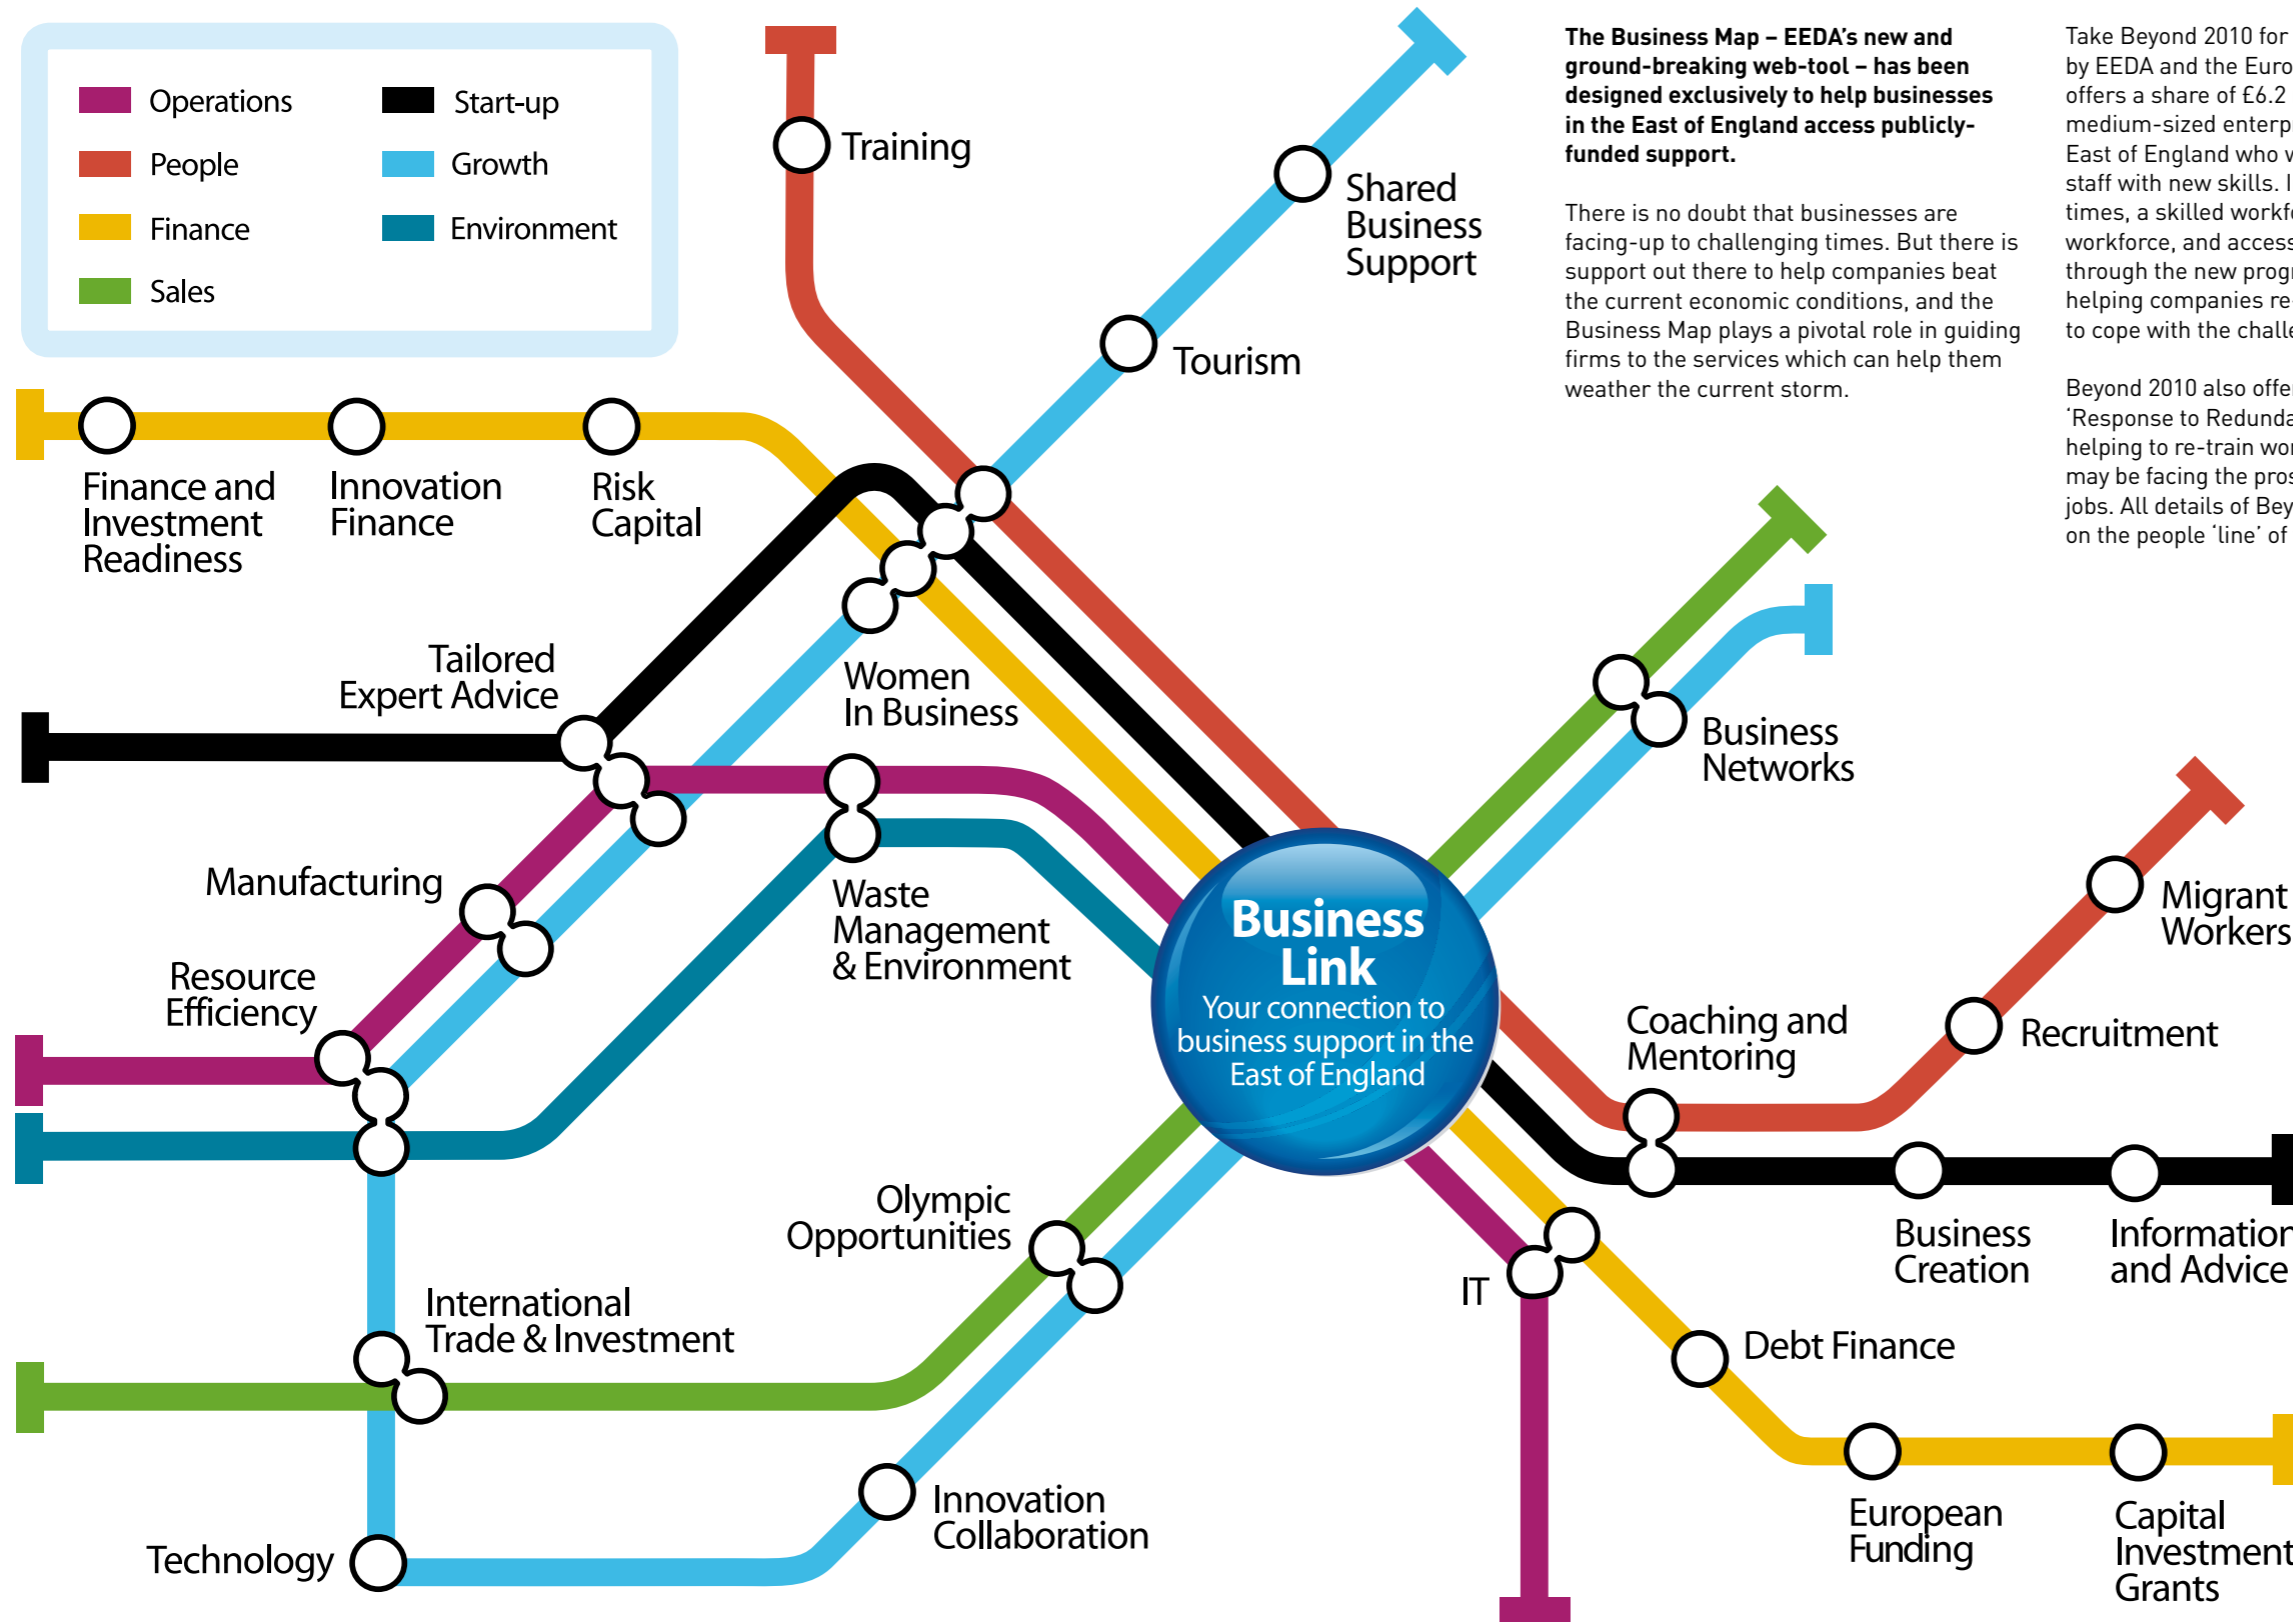 Operations
People
Finance
Sales
Start-up
Growth
Environment
Training
Shared
Business
Support
Tourism
The Business Map – EEDA's new and
ground-breaking web-tool – has been
designed exclusively to help businesses
in the East of England access publicly-
funded support.
There is no doubt that businesses are
facing-up to challenging times. But there is
support out there to help companies beat
the current economic conditions, and the
Business Map plays a pivotal role in guiding
firms to the services which can help them
weather the current storm.
Take Beyond 2010 for
by EEDA and the Euro
offers a share of £6.2
medium-sized enterp
East of England who
staff with new skills.
times, a skilled workf
workforce, and access
through the new prog
helping companies re
to cope with the challe
Beyond 2010 also offe
'Response to Redunda
helping to re-train wo
may be facing the pros
jobs. All details of Bey
on the people 'line' of
Finance and
Investment
Readiness
Innovation
Finance
Risk
Capital
Tailored
Expert Advice
Women
In Business
Business
Networks
Manufacturing
Waste
Management
& Environment
Resource
Efficiency
Business
Link
Your connection to
business support in the
East of England
Migrant
Workers
Coaching and
Mentoring
Recruitment
Olympic
Opportunities
Business
Creation
Information
and Advice
IT
International
Trade & Investment
Debt Finance
Innovation
Collaboration
European
Funding
Capital
Investment
Grants
Technology